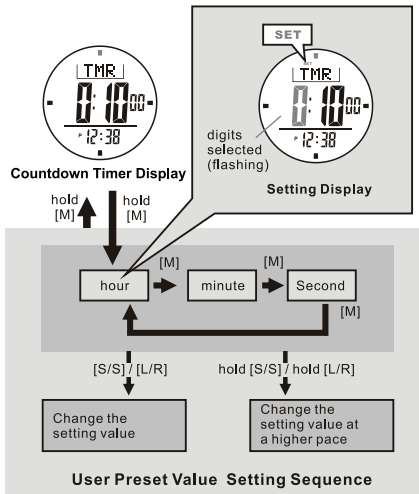 SET
TMR
0:10 00
P 12:38
Countdown Timer Display
SET
TMR
0:10 00
P 12:38
digits
selected
(flashing)
Setting Display
hold
[M]
hold
[M]
hour
[M]
minute
[M]
Second
[M]
[S/S] / [L/R]
hold [S/S] / hold [L/R]
Change the
setting value
Change the
setting value at
a higher pace
User Preset Value Setting Sequence